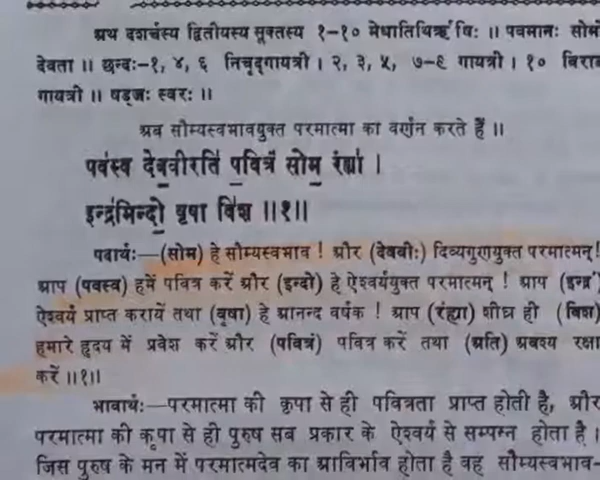 अथ दशर्चस्य द्वितीयस्य सूक्तस्य १-१० मेधातिथिर्ऋषिः ॥ पवमानः सोमो
देवता ॥ छन्दः-१, ४, ६ निचृद्गायत्री । २, ३, ५, ७-९ गायत्री । १० विराड्
गायत्री ॥ षड्जः स्वरः ॥
अब सौम्यस्वभावयुक्त परमात्मा का वर्णन करते हैं ॥
पव॑स्व देव॒वीरति॑ प॒वित्रं॑ सोम॒ रंह्या॑ ।
इन्द्र॑मिन्दो॒ वृषा वि॑श ॥१॥
पदार्थः—(सोम) हे सौम्यस्वभाव ! और (देववीः) दिव्यगुणयुक्त परमात्मन् !
आप (पवस्व) हमें पवित्र करें और (इन्दो) हे ऐश्वर्ययुक्त परमात्मन् ! आप (इन्द्रं)
ऐश्वर्य प्राप्त करायें तथा (वृषा) हे आनन्द वर्षक ! आप (रंह्या) शीघ्र ही (विश)
हमारे हृदय में प्रवेश करें और (पवित्रं) पवित्र करें तथा (अति) अवश्य रक्षा
करें ॥१॥
भावार्थः—परमात्मा की कृपा से ही पवित्रता प्राप्त होती है, और
परमात्मा की कृपा से ही पुरुष सब प्रकार के ऐश्वर्य से सम्पन्न होता है ।
जिस पुरुष के मन में परमात्मदेव का आविर्भाव होता है वह सौम्यस्वभाव-